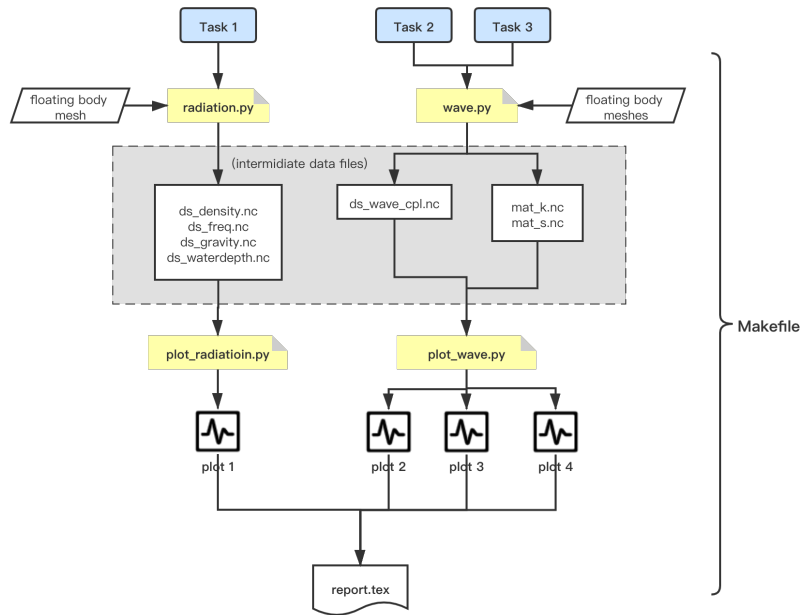 Task 1
Task 2
Task 3
floating body
mesh
radiation.py
wave.py
floating body
meshes
(intermidiate data files)
ds_density.nc
ds_freq.nc
ds_gravity.nc
ds_waterdepth.nc
ds_wave_cpl.nc
mat_k.nc
mat_s.nc
Makefile
plot_radiatioin.py
plot_wave.py
plot 1
plot 2
plot 3
plot 4
report.tex